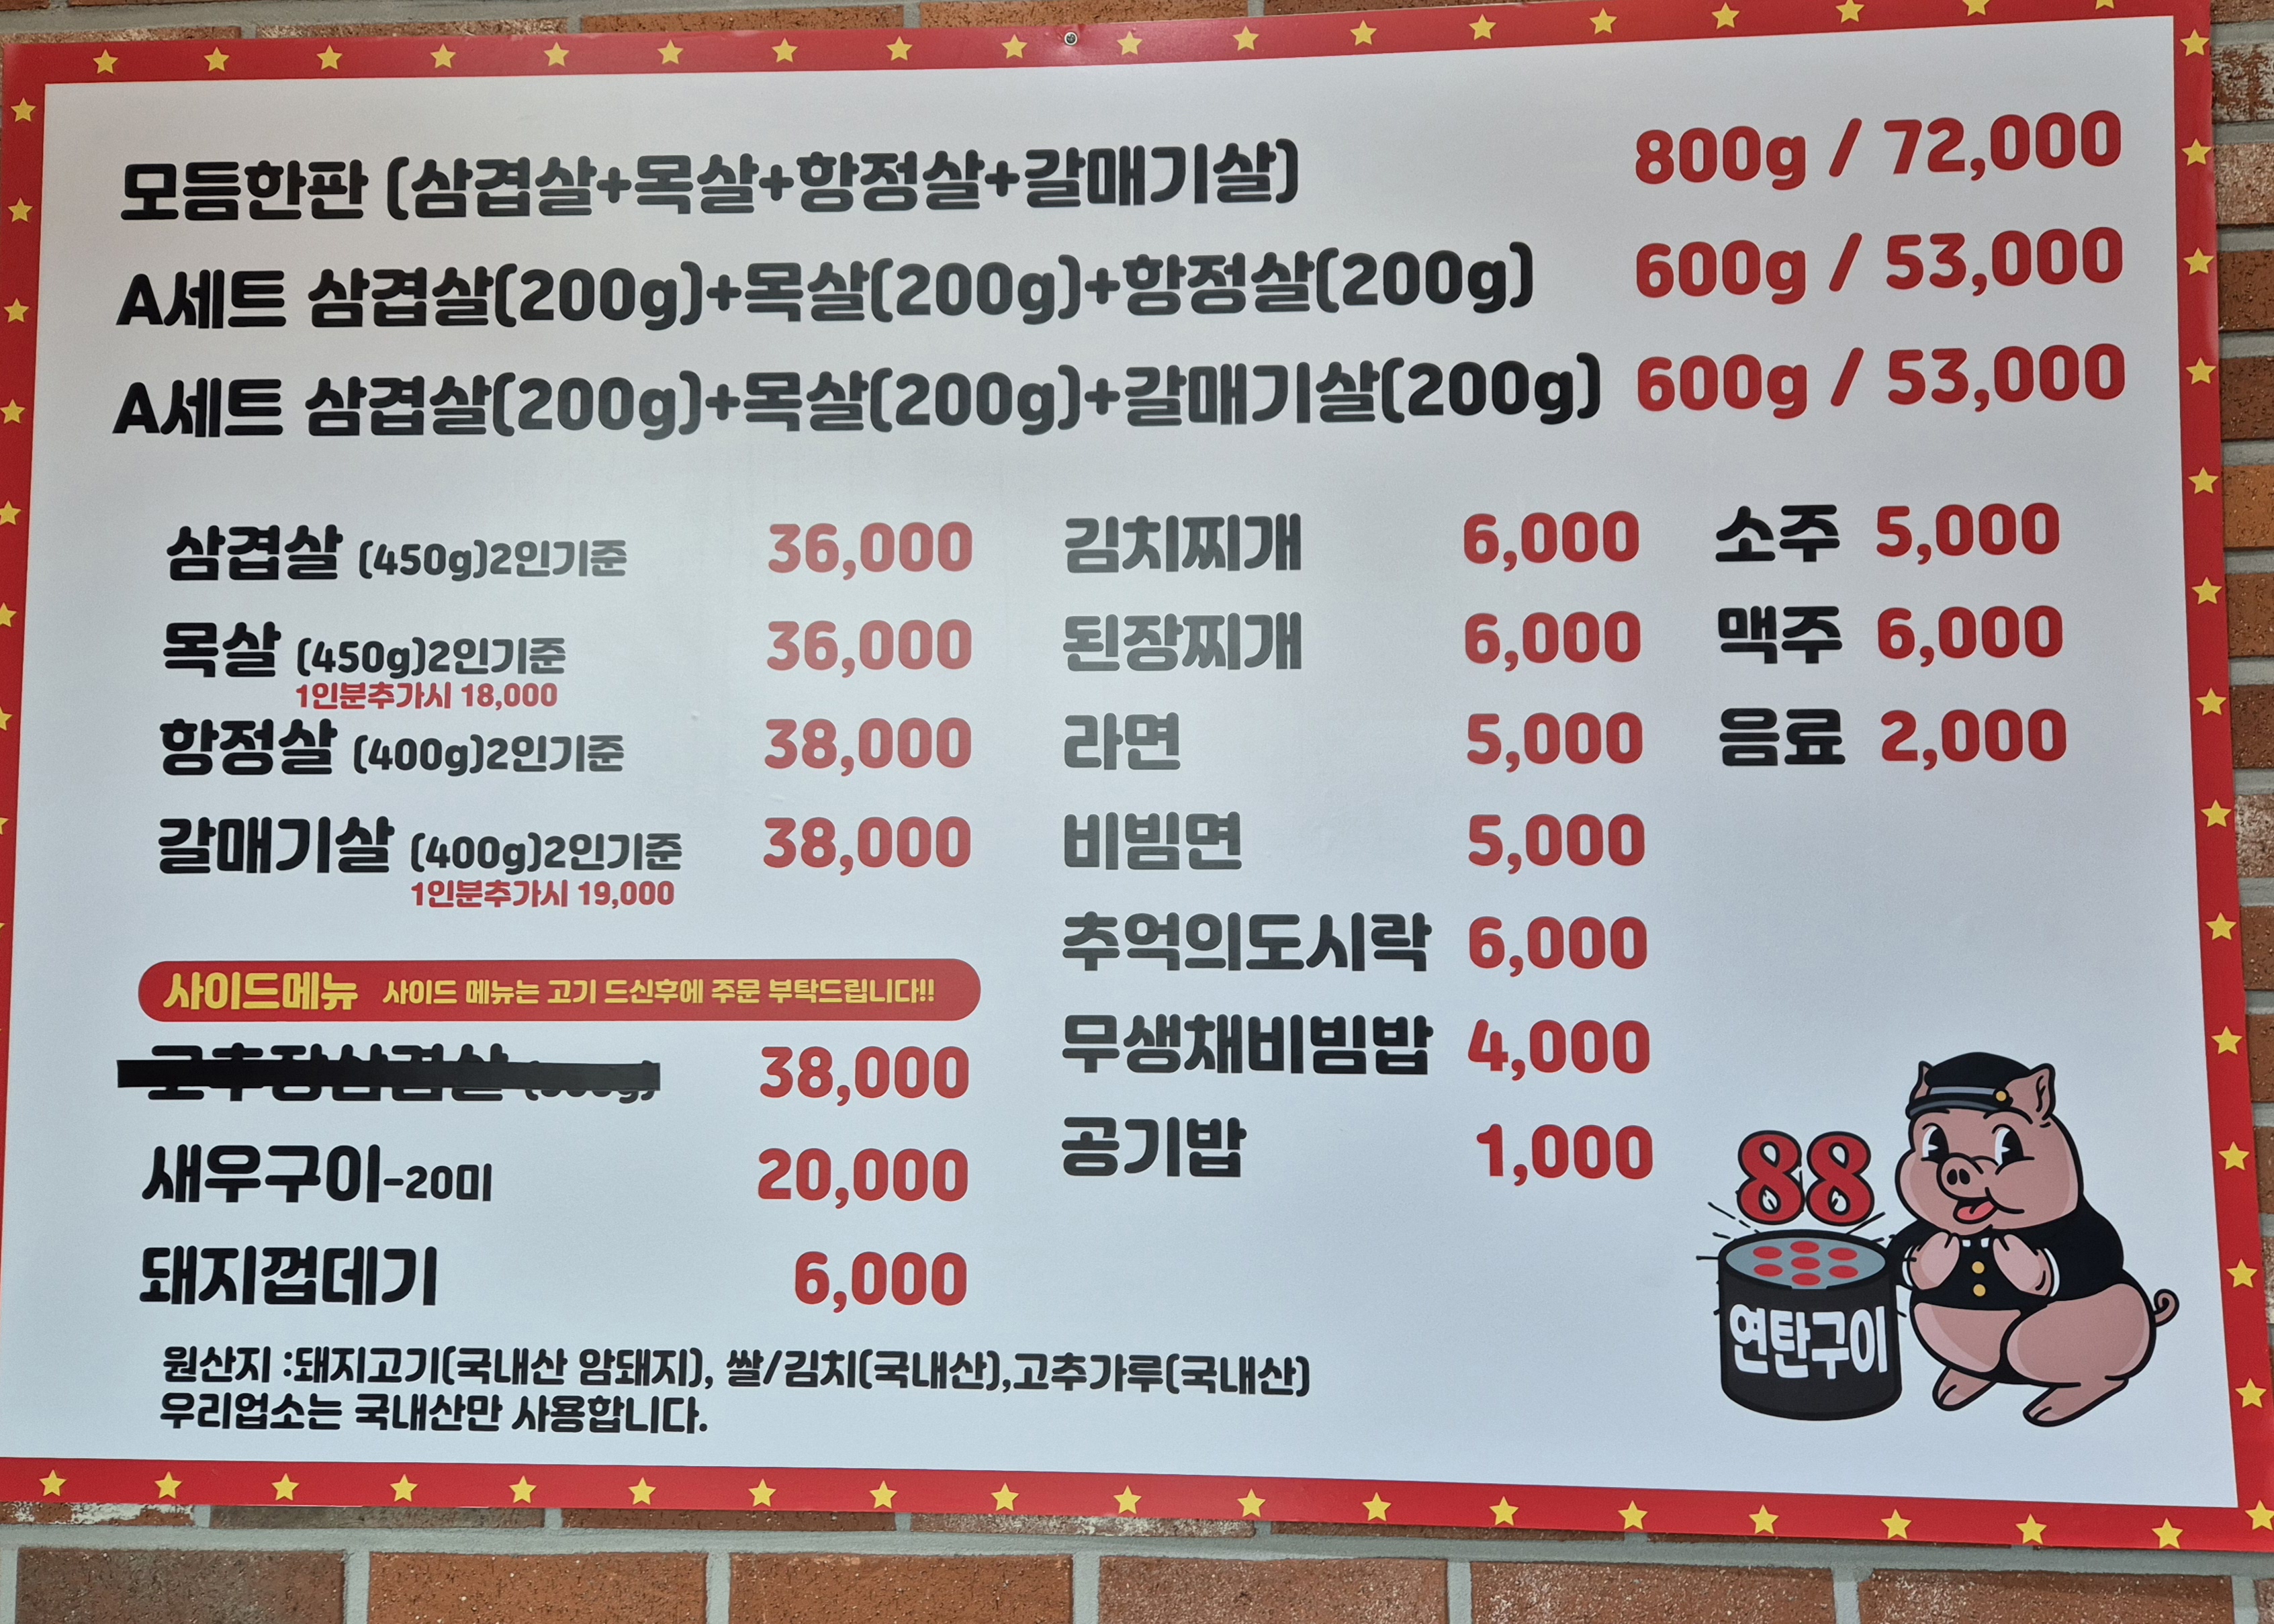 모듬한판 (삼겹살+목살+항정살+갈매기살) 800g / 72,000
A세트 삼겹살(200g)+목살(200g)+항정살(200g) 600g / 53,000
A세트 삼겹살(200g)+목살(200g)+갈매기살(200g) 600g / 53,000
삼겹살 (450g)2인기준 36,000
목살 (450g)2인기준 36,000
1인분추가시 18,000
항정살 (400g)2인기준 38,000
갈매기살 (400g)2인기준 38,000
1인분추가시 19,000
사이드메뉴 사이드 메뉴는 고기 드신후에 주문 부탁드립니다!!
38,000
새우구이-20미 20,000
돼지껍데기 6,000
김치찌개 6,000
된장찌개 6,000
라면 5,000
비빔면 5,000
추억의도시락 6,000
무생채비빔밥 4,000
공기밥 1,000
소주 5,000
맥주 6,000
음료 2,000
원산지 :돼지고기(국내산 암돼지), 쌀/김치(국내산),고추가루(국내산)
우리업소는 국내산만 사용합니다.
88
연탄구이